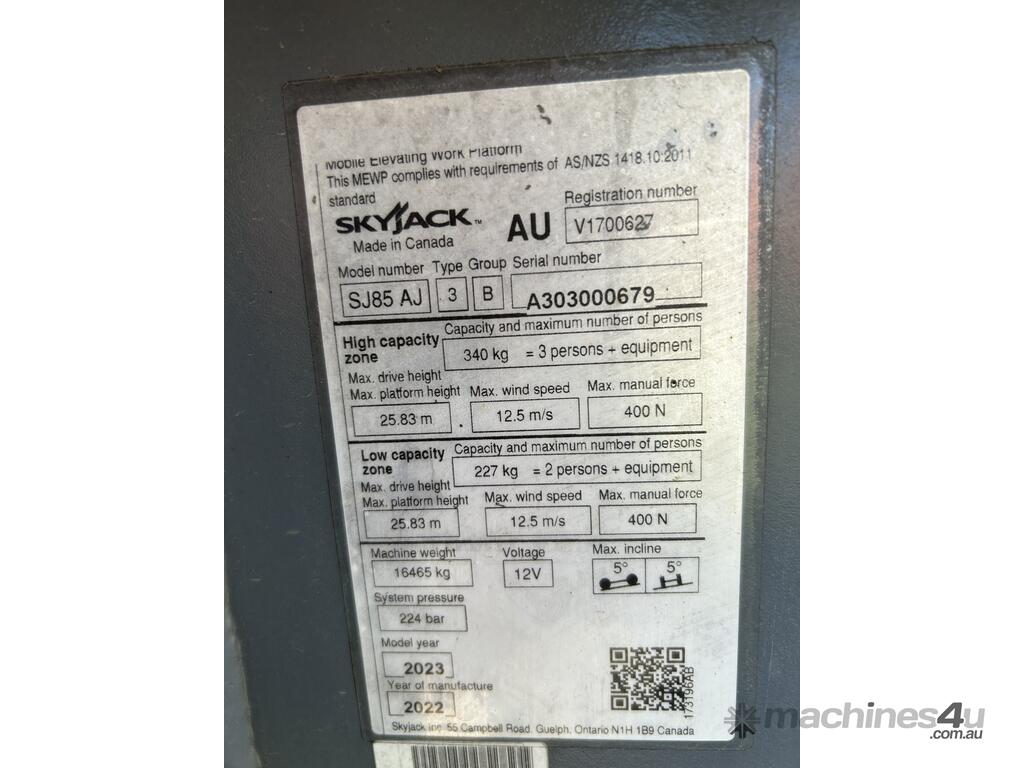 Mobile Elevating Work Platform
This MEWP complies with requirements of AS/NZS 1418.10:2011
standard
Registration number
SKYJACK™ AU V1700627
Made in Canada
Model number Type Group Serial number
SJ85 AJ 3 B A303000679
Capacity and maximum number of persons
High capacity
zone
340 kg = 3 persons + equipment
Max. drive height
Max. platform height Max. wind speed Max. manual force
25.83 m 12.5 m/s 400 N
Capacity and maximum number of persons
Low capacity
zone
227 kg = 2 persons + equipment
Max. drive height
Max. platform height Max. wind speed Max. manual force
25.83 m 12.5 m/s 400 N
Machine weight Voltage Max. incline
16465 kg 12V 5° 5°
System pressure
224 bar
Model year
2023
Year of manufacture
2022
173196AB
Skyjack Inc. 55 Campbell Road. Guelph, Ontario N1H 1B9 Canada
machines4u
.com.au